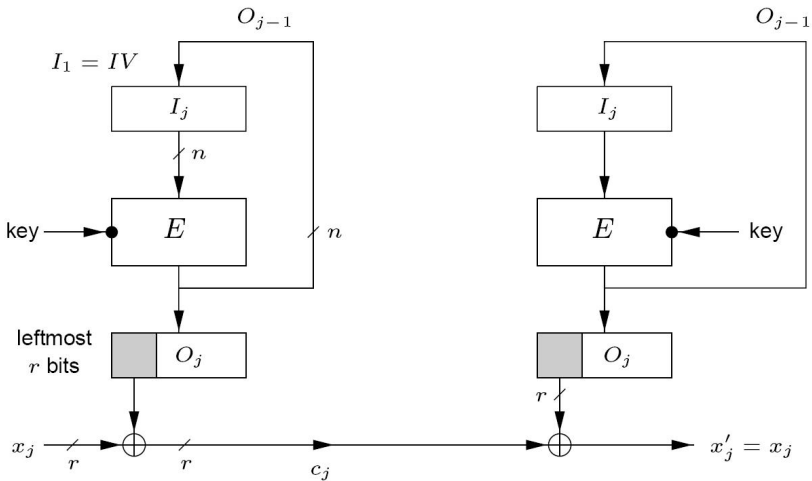 O_{j-1}
O_{j-1}
I_1 = IV
I_j
I_j
n
key
E
n
E
key
leftmost
r bits
O_j
O_j
r
x_j
r
r
c_j
x'_j = x_j